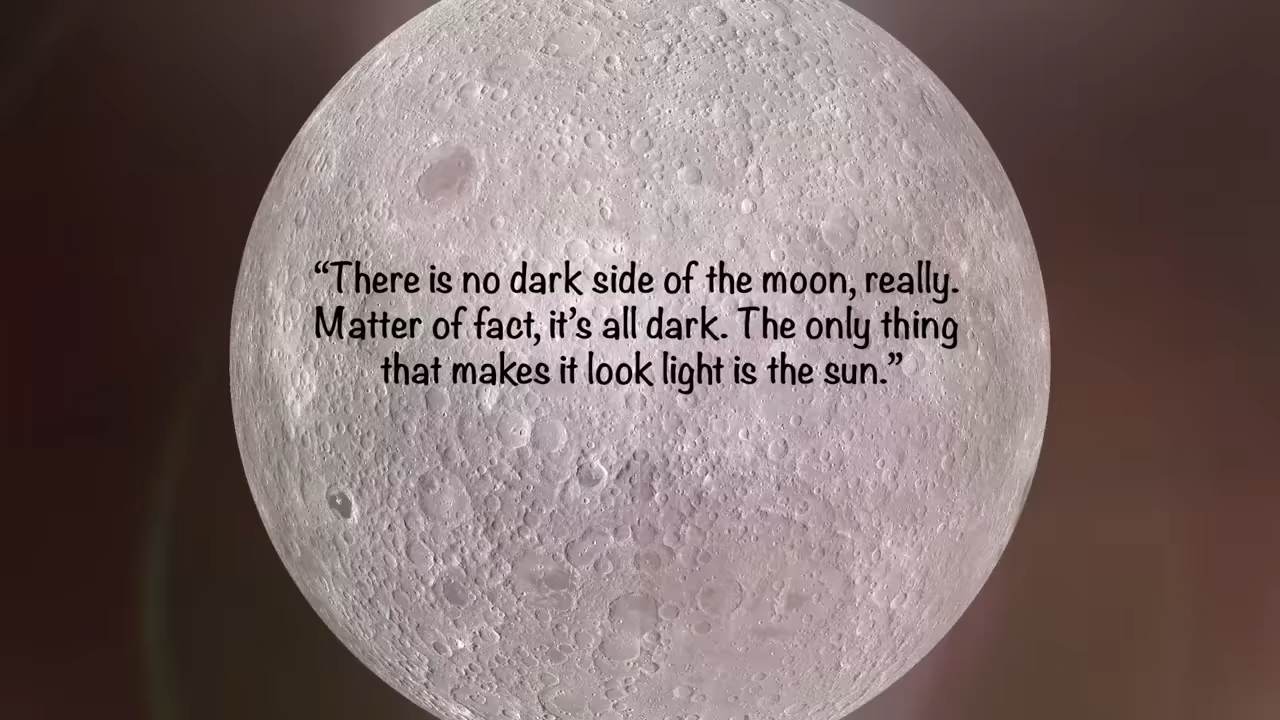 “There is no dark side of the moon, really.
Matter of fact, it’s all dark. The only thing
that makes it look light is the sun.”